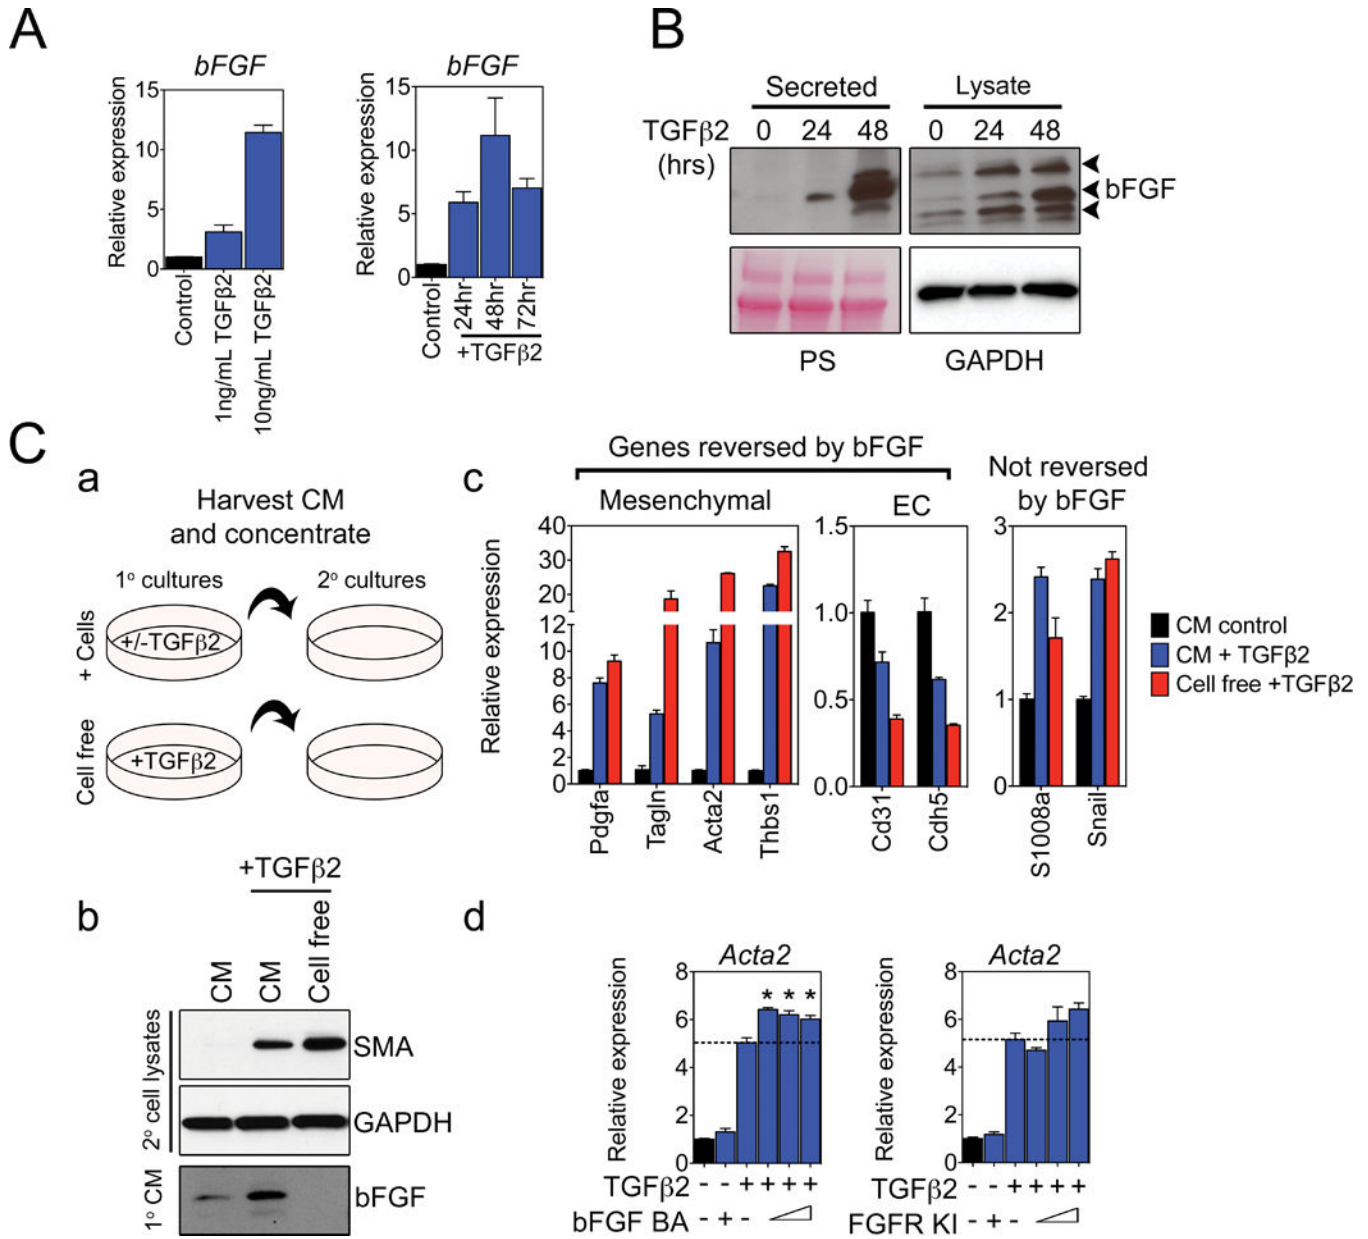 A
bFGF
Relative expression
15
10
5
0
Control
1ng/mL TGFβ2
10ng/mL TGFβ2
bFGF
Relative expression
15
10
5
0
Control
24hr
48hr
72hr
+TGFβ2
B
Secreted
Lysate
TGFβ2
(hrs)
0 24 48
0 24 48
bFGF
PS
GAPDH
C
a
Harvest CM
and concentrate
1º cultures
2º cultures
+ Cells
+/-TGFβ2
Cell free
+TGFβ2
b
+TGFβ2
CM
CM
Cell free
2º cell lysates
SMA
GAPDH
1º CM
bFGF
c
Genes reversed by bFGF
Mesenchymal
EC
Not reversed
by bFGF
Relative expression
40
30
20
12
10
8
6
4
2
0
Pdgfa
Tagln
Acta2
Thbs1
1.5
1.0
0.5
0.0
Cd31
Cdh5
3
2
1
0
S1008a
Snail
CM control
CM + TGFβ2
Cell free +TGFβ2
d
Acta2
Relative expression
8
6
4
2
0
* * *
TGFβ2 - - + + + +
bFGF BA - + -
Acta2
Relative expression
8
6
4
2
0
TGFβ2 - - + + + +
FGFR KI - + -